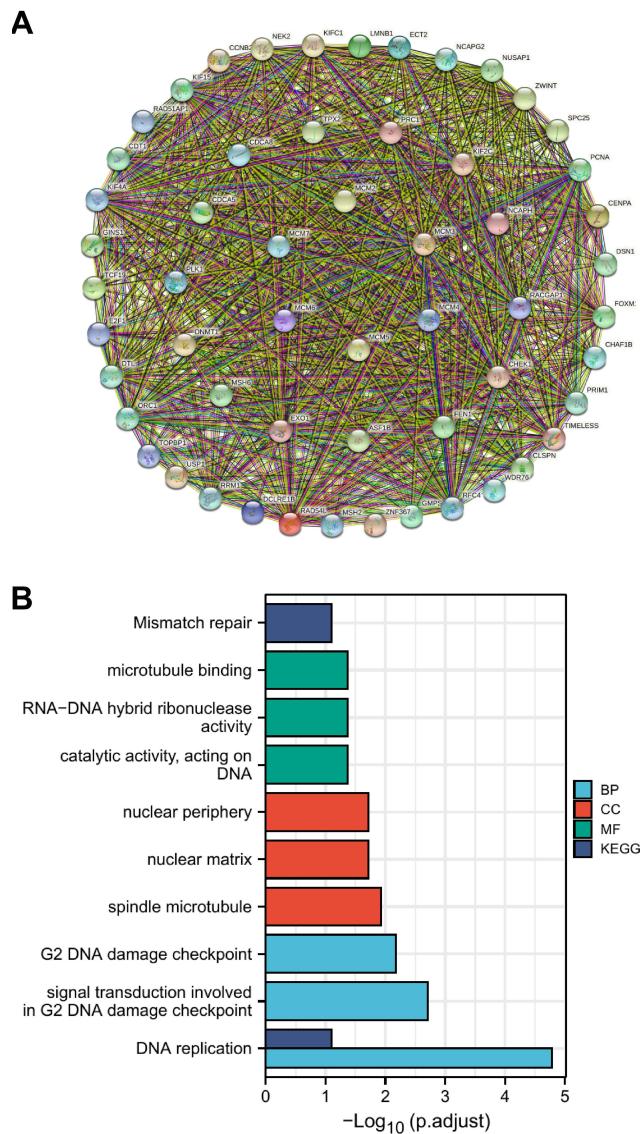 A
NEK2
KIFC1
LMNB1
ECT2
NCAPG2
CCNB2
NUSAP1
KIF15
ZWINT
RAD51AP1
TPX2
PRC1
SPC25
CDT1
CDCA8
KIF2C
PCNA
KIF4A
CDCA5
MCM2
CENPA
NCAPH
GINS1
MCM7
MCM3
DSN1
TCF19
PLK1
RACGAP1
E2F1
MCM6
MCM4
FOXM1
DNMT1
MCM5
CHAF1B
DTL
CHEK1
MSH6
PRIM1
ORC1
EXO1
ASF1B
FEN1
TIMELESS
TOPBP1
CLSPN
USP1
WDR76
RRM1
RFC4
DCLRE1B
GMPS
RAD54L
MSH2
ZNF367
B
Mismatch repair
microtubule binding
RNA−DNA hybrid ribonuclease
activity
catalytic activity, acting on
DNA
nuclear periphery
nuclear matrix
spindle microtubule
G2 DNA damage checkpoint
signal transduction involved
in G2 DNA damage checkpoint
DNA replication
BP
CC
MF
KEGG
0 1 2 3 4 5
−Log10 (p.adjust)